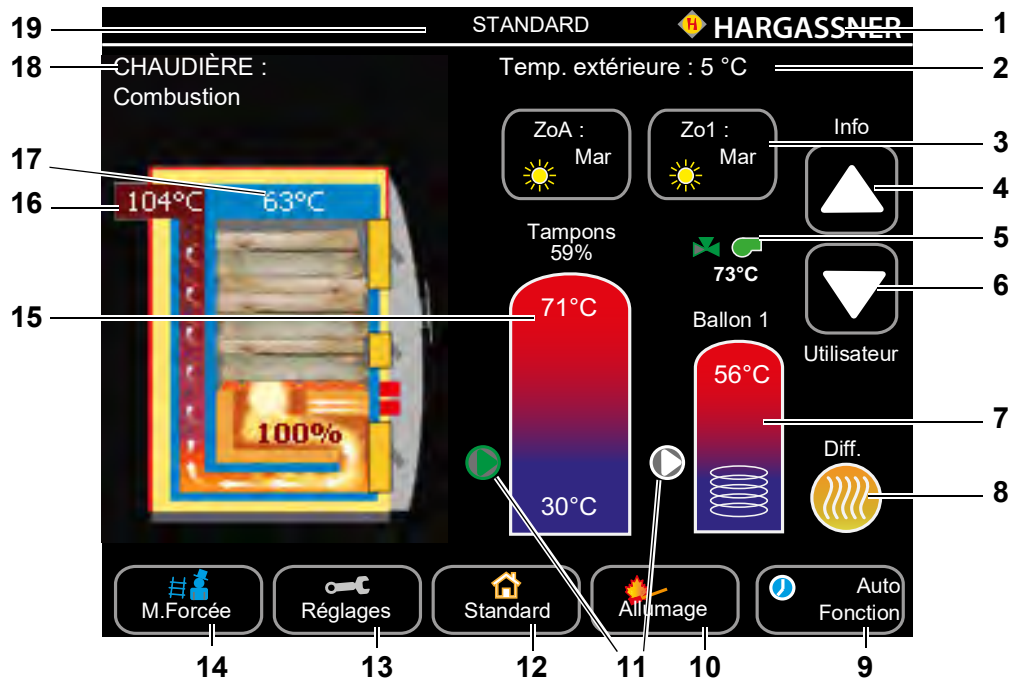 19
STANDARD
H
HARGASSNER
1
18
CHAUDIÈRE :
Combustion
Temp. extérieure : 5 °C
2
ZoA :
Mar
Zo1 :
Mar
Info
3
17
16
104°C
63°C
4
Tampons
59%
73°C
5
6
15
71°C
Ballon 1
Utilisateur
56°C
7
100%
Diff.
30°C
8
M.Forcée
Réglages
Standard
Allumage
Auto
Fonction
14
13
12
11
10
9